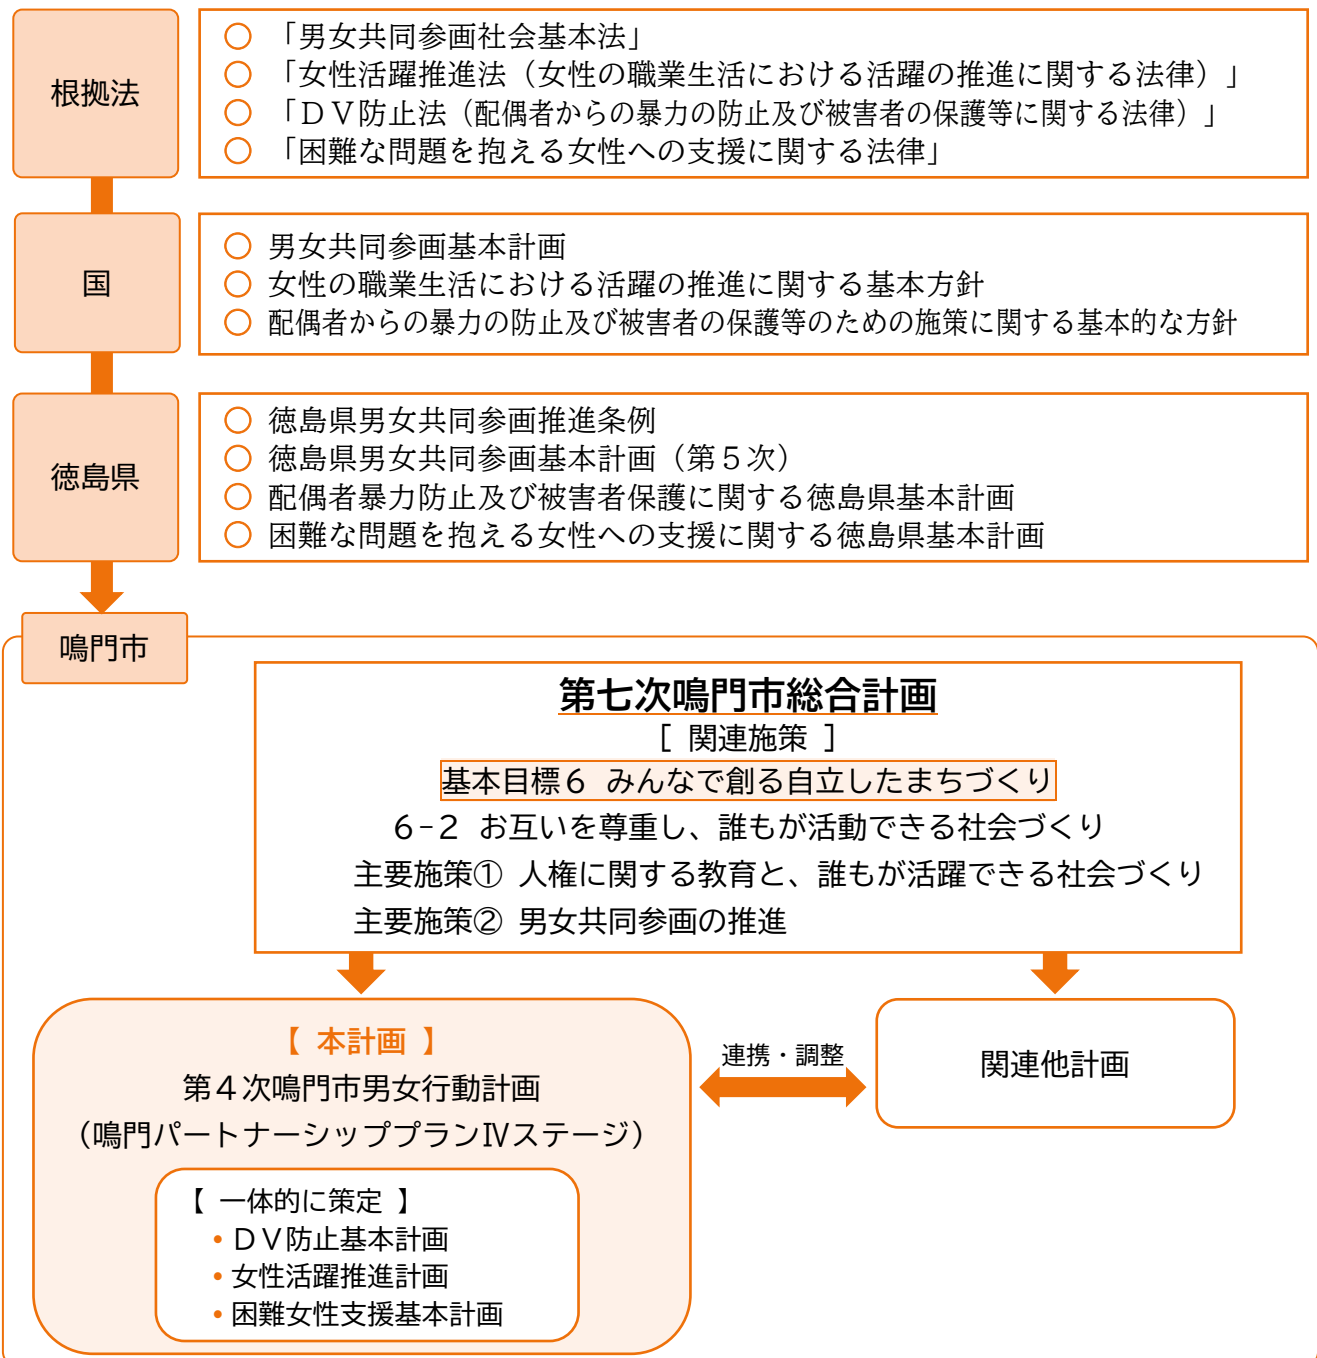 根拠法
○ 「男女共同参画社会基本法」
○ 「女性活躍推進法（女性の職業生活における活躍の推進に関する法律）」
○ 「ＤＶ防止法（配偶者からの暴力の防止及び被害者の保護等に関する法律）」
○ 「困難な問題を抱える女性への支援に関する法律」
国
○ 男女共同参画基本計画
○ 女性の職業生活における活躍の推進に関する基本方針
○ 配偶者からの暴力の防止及び被害者の保護等のための施策に関する基本的な方針
徳島県
○ 徳島県男女共同参画推進条例
○ 徳島県男女共同参画基本計画（第５次）
○ 配偶者暴力防止及び被害者保護に関する徳島県基本計画
○ 困難な問題を抱える女性への支援に関する徳島県基本計画
鳴門市
第七次鳴門市総合計画
［ 関連施策 ］
基本目標６ みんなで創る自立したまちづくり
６-２ お互いを尊重し、誰もが活動できる社会づくり
主要施策① 人権に関する教育と、誰もが活躍できる社会づくり
主要施策② 男女共同参画の推進
【 本計画 】
第４次鳴門市男女行動計画
（鳴門パートナーシッププランⅣステージ）
【 一体的に策定 】
• ＤＶ防止基本計画
• 女性活躍推進計画
• 困難女性支援基本計画
連携・調整
関連他計画